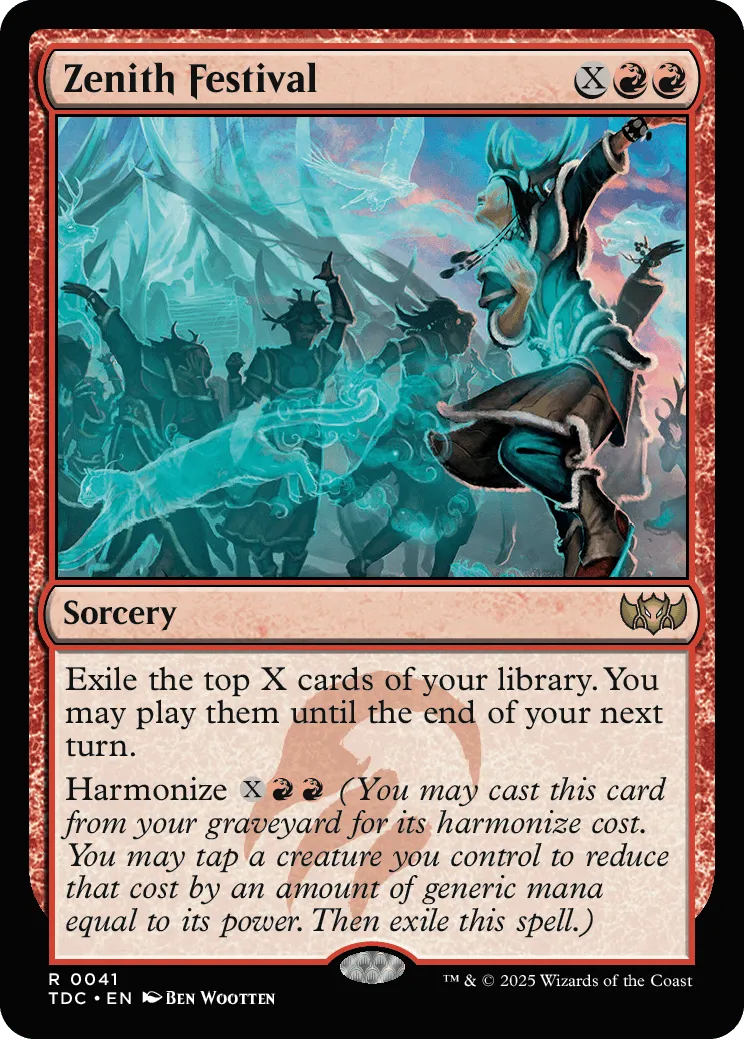 Zenith Festival X
Sorcery
Exile the top X cards of your library. You
may play them until the end of your next
turn.
Harmonize X (You may cast this card
from your graveyard for its harmonize cost.
You may tap a creature you control to reduce
that cost by an amount of generic mana
equal to its power. Then exile this spell.)
R 0041
TDC • EN Ben Wootten
™ & © 2025 Wizards of the Coast